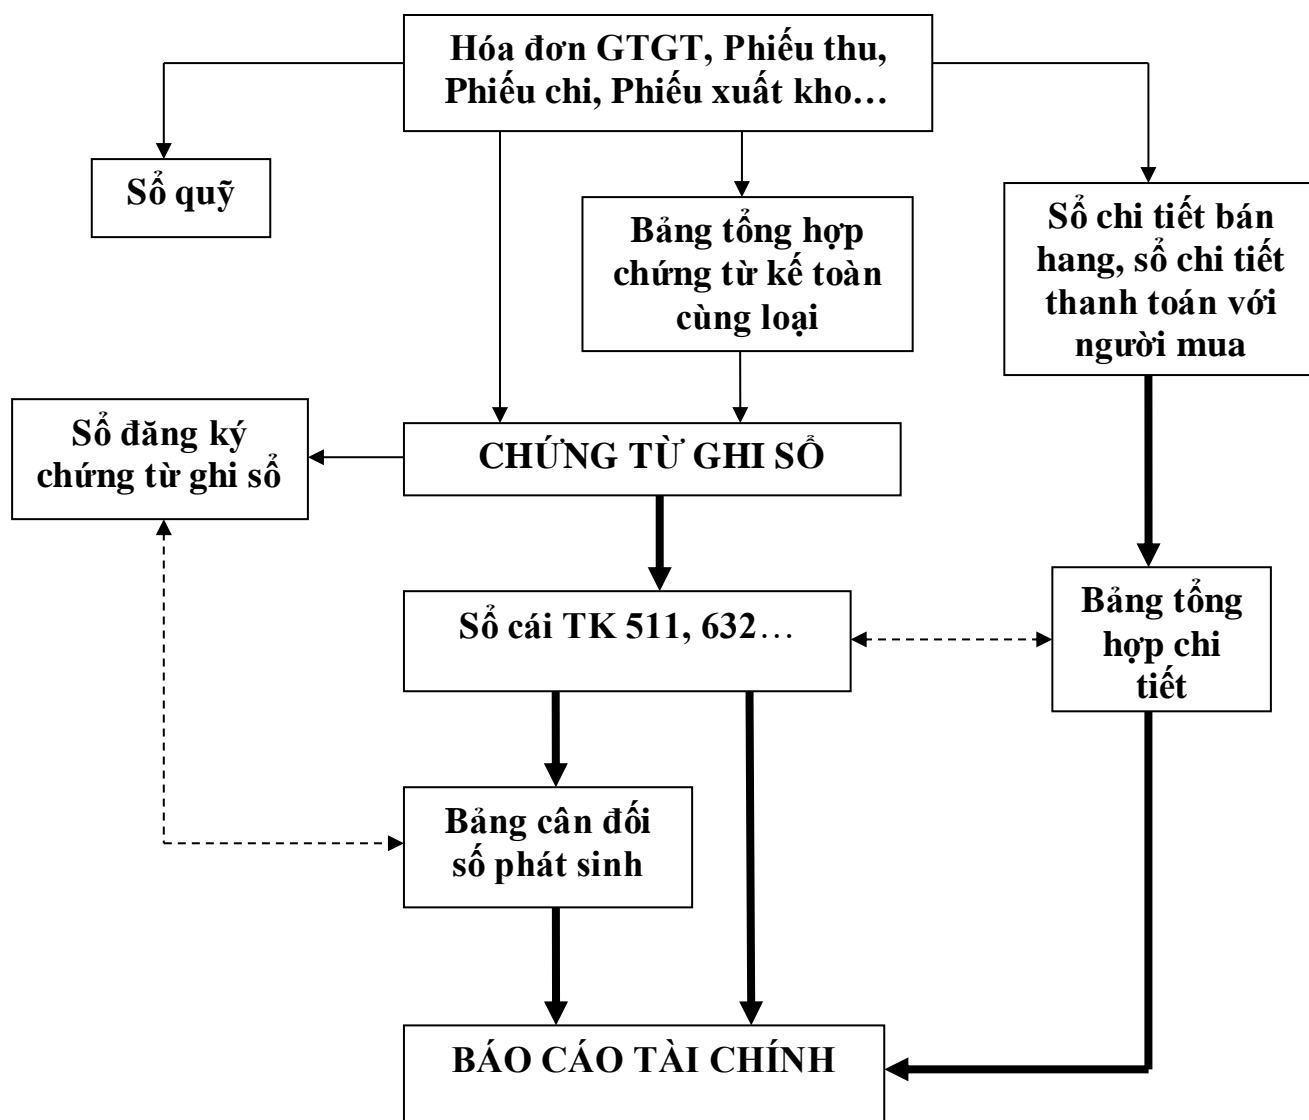 Hóa đơn GTGT, Phiếu thu,
Phiếu chi, Phiếu xuất kho…
Sổ quỹ
Bảng tổng hợp
chứng từ kế toàn
cùng loại
Sổ chi tiết bán
hang, sổ chi tiết
thanh toán với
người mua
Sổ đăng ký
chứng từ ghi sổ
CHỨNG TỪ GHI SỔ
Sổ cái TK 511, 632…
Bảng tổng
hợp chi
tiết
Bảng cân đối
số phát sinh
BÁO CÁO TÀI CHÍNH